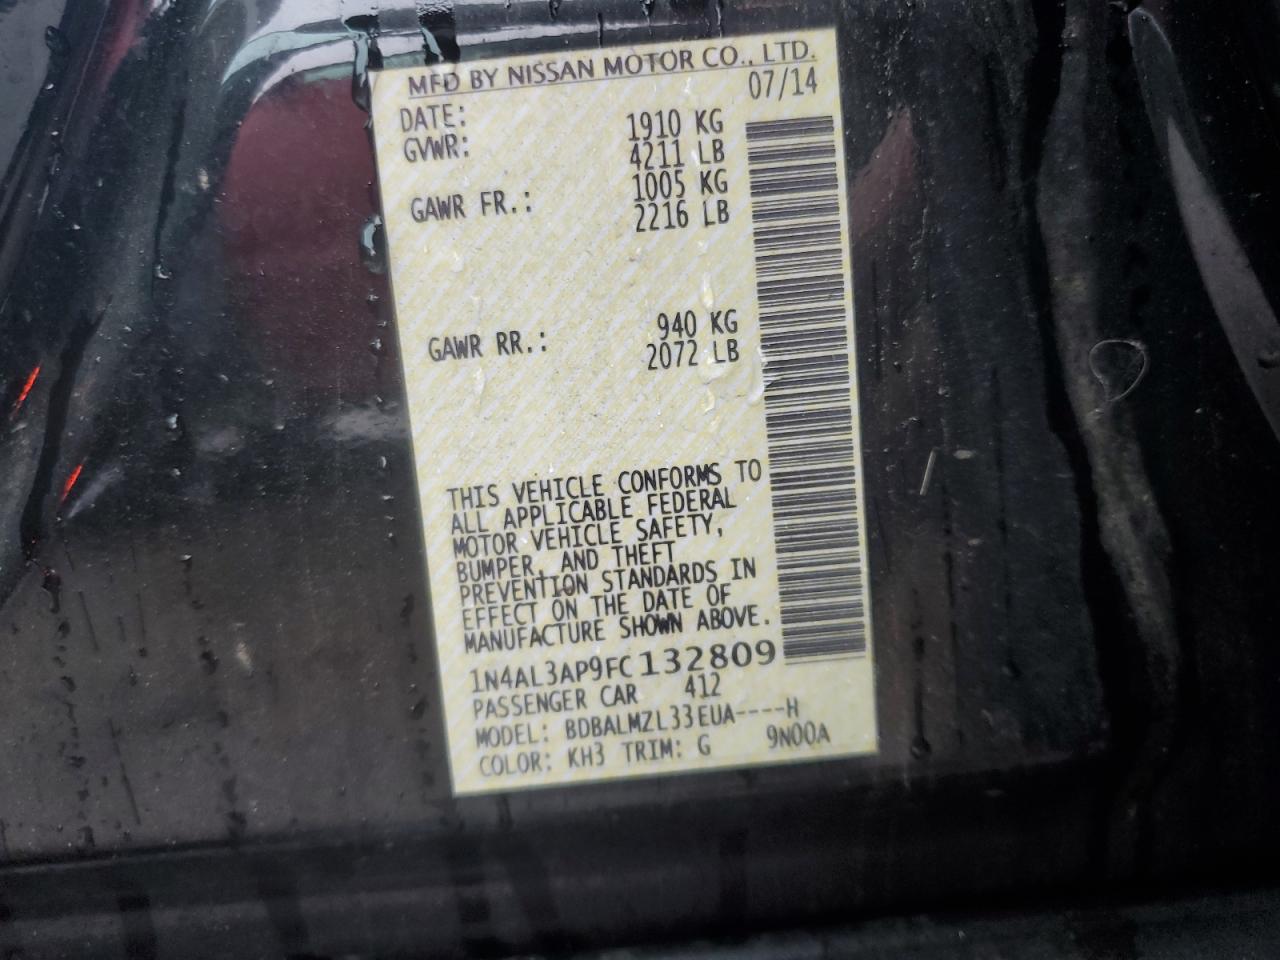 MFD BY NISSAN MOTOR CO., LTD.
DATE: 07/14
GVWR: 1910 KG
4211 LB
GAWR FR.: 1005 KG
2216 LB
GAWR RR.: 940 KG
2072 LB
THIS VEHICLE CONFORMS TO
ALL APPLICABLE FEDERAL
MOTOR VEHICLE SAFETY,
BUMPER, AND THEFT
PREVENTION STANDARDS IN
EFFECT ON THE DATE OF
MANUFACTURE SHOWN ABOVE.
1N4AL3AP9FC132809
PASSENGER CAR 412
MODEL: BDBALMZL33EUA----H
COLOR: KH3 TRIM: G 9N00A